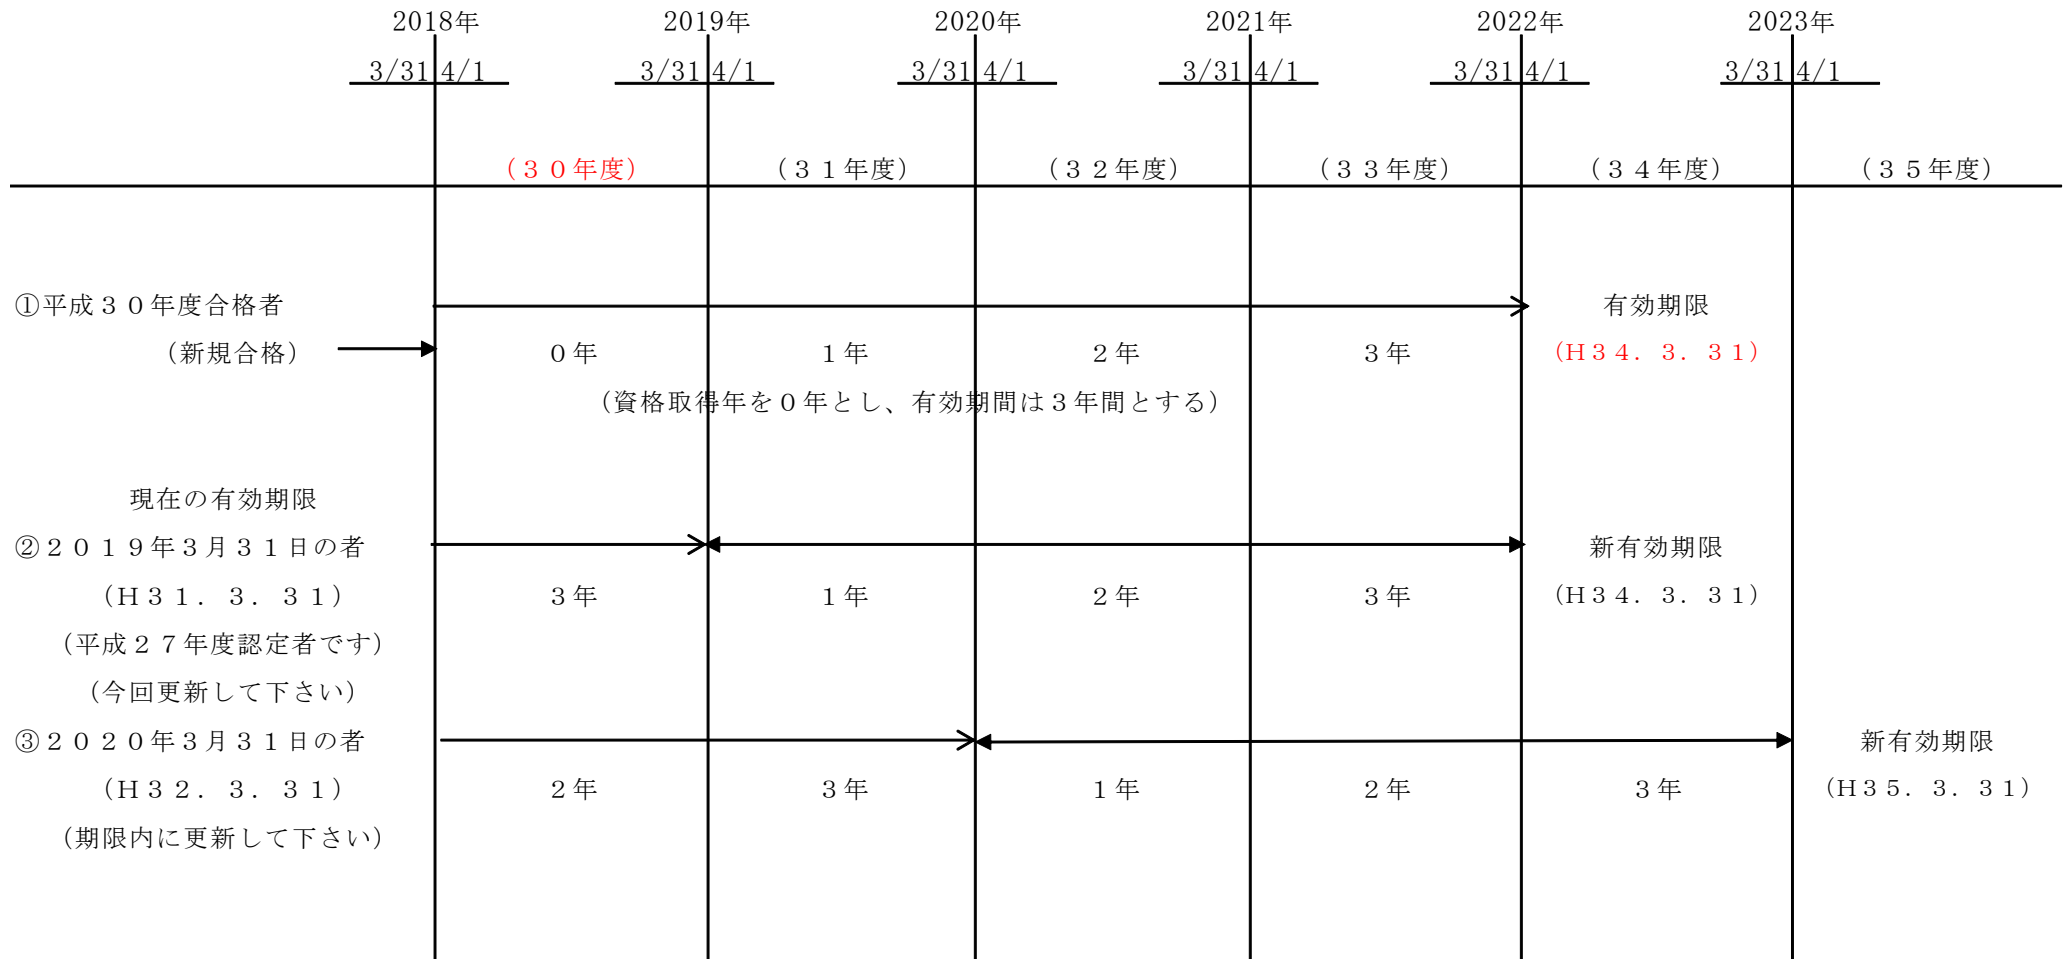 2018年 2019年 2020年 2021年 2022年 2023年
3/31 4/1 3/31 4/1 3/31 4/1 3/31 4/1 3/31 4/1 3/31 4/1
（３０年度） （３１年度） （３２年度） （３３年度） （３４年度） （３５年度）
①平成３０年度合格者 有効期限
（新規合格） ０年 １年 ２年 ３年 （H３４．３．３１）
（資格取得年を０年とし、有効期間は３年間とする）
現在の有効期限
②２０１９年３月３１日の者 新有効期限
（H３１．３．３１） ３年 １年 ２年 ３年 （H３４．３．３１）
（平成２７年度認定者です）
（今回更新して下さい）
③２０２０年３月３１日の者 新有効期限
（H３２．３．３１） ２年 ３年 １年 ２年 ３年 （H３５．３．３１）
（期限内に更新して下さい）